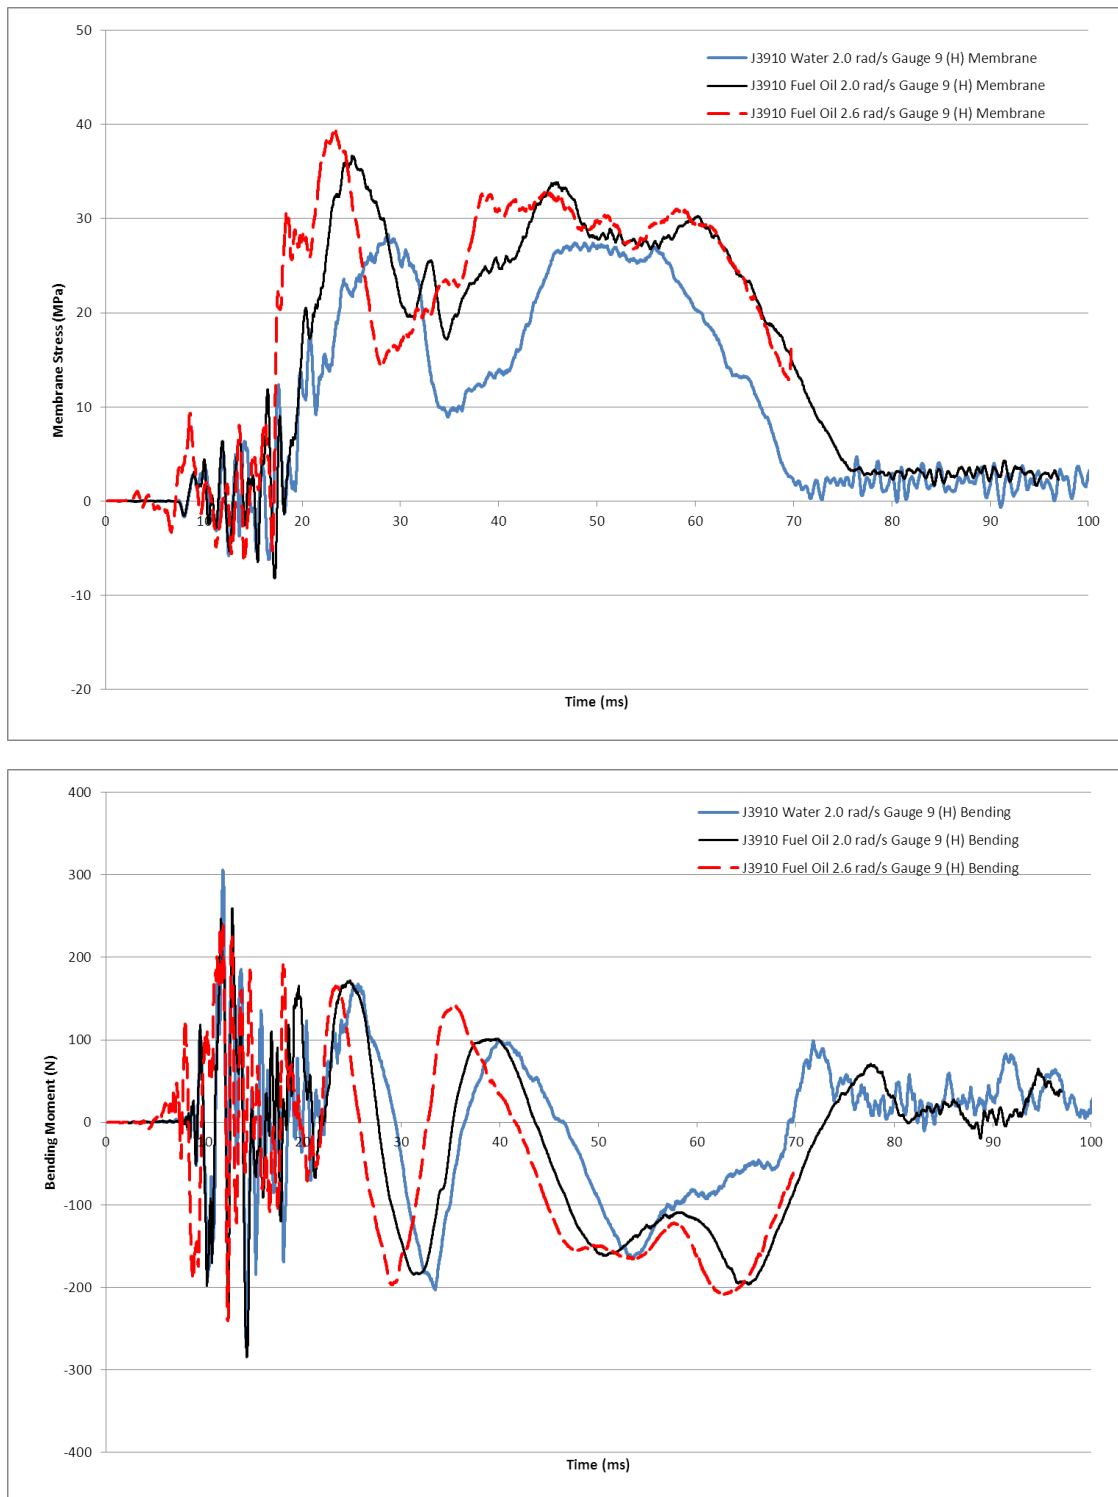 50
40
30
20
10
0
-10
-20
Membrane Stress (MPa)
J3910 Water 2.0 rad/s Gauge 9 (H) Membrane
J3910 Fuel Oil 2.0 rad/s Gauge 9 (H) Membrane
J3910 Fuel Oil 2.6 rad/s Gauge 9 (H) Membrane
0 10 20 30 40 50 60 70 80 90 100
Time (ms)
400
300
200
100
0
-100
-200
-300
-400
Bending Moment (N)
J3910 Water 2.0 rad/s Gauge 9 (H) Bending
J3910 Fuel Oil 2.0 rad/s Gauge 9 (H) Bending
J3910 Fuel Oil 2.6 rad/s Gauge 9 (H) Bending
0 10 20 30 40 50 60 70 80 90 100
Time (ms)